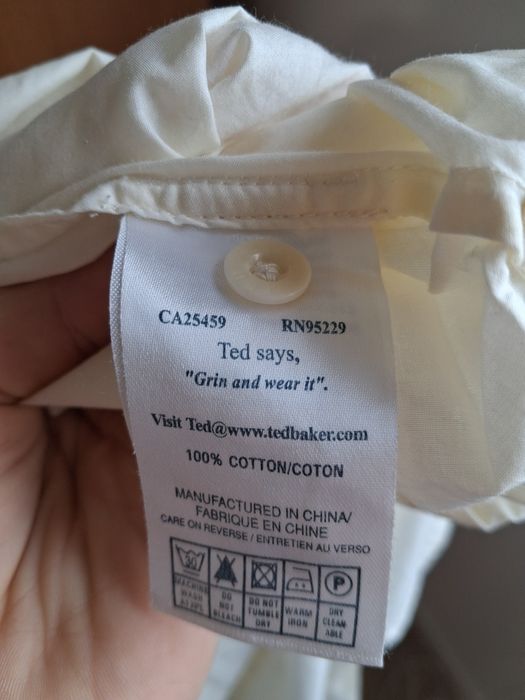 CA25459 RN95229
Ted says,
"Grin and wear it".
Visit Ted@www.tedbaker.com
100% COTTON/COTON
MANUFACTURED IN CHINA/
FABRIQUE EN CHINE
CARE ON REVERSE / ENTRETIEN AU VERSO
30 P
MACHINE WASH
DO NOT BLEACH
DO NOT TUMBLE DRY
WARM IRON
DRY CLEAN-ABLE